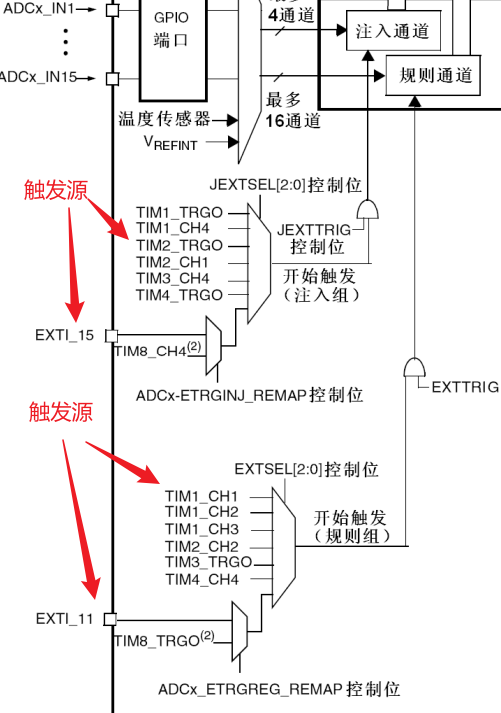 ADCx_IN1
GPIO
端口
4通道
注入通道
ADCx_IN15
规则通道
最多
16通道
温度传感器
VREFINT
触发源
JEXTSEL[2:0]控制位
TIM1_TRGO
TIM1_CH4
TIM2_TRGO
TIM2_CH1
TIM3_CH4
TIM4_TRGO
JEXTTRIG
控制位
开始触发
(注入组)
EXTI_15
TIM8_CH4(2)
ADCx-ETRGINJ_REMAP控制位
EXTTRIG
触发源
EXTSEL[2:0]控制位
TIM1_CH1
TIM1_CH2
TIM1_CH3
TIM2_CH2
TIM3_TRGO
TIM4_CH4
开始触发
(规则组)
EXTI_11
TIM8_TRGO(2)
ADCx_ETRGREG_REMAP控制位